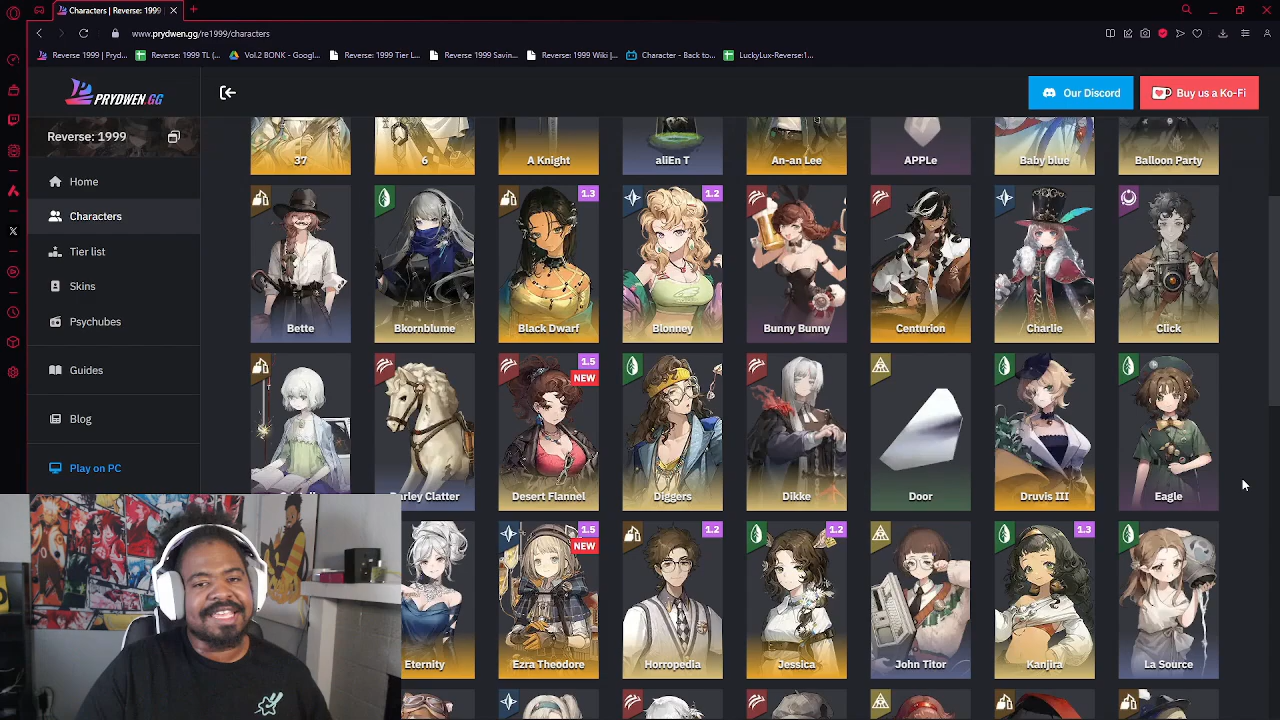 Characters | Reverse: 1999
www.prydwen.gg/re1999/characters
Reverse 1999 | Pryd...
Reverse: 1999 TL (...
Vol.2 BONK - Googl...
Reverse: 1999 Tier L...
Reverse 1999 Savin...
Reverse: 1999 Wiki |...
Character - Back to...
LuckyLux-Reverse:1...
PRYDWEN.GG
Our Discord
Buy us a Ko-Fi
Reverse: 1999
Home
Characters
Tier list
Skins
Psychubes
Guides
Blog
Play on PC
37
6
A Knight
aliEn T
An-an Lee
APPLe
Baby blue
Balloon Party
1.3
1.2
Bette
Bkornblume
Black Dwarf
Blonney
Bunny Bunny
Centurion
Charlie
Click
1.5
NEW
Darley Clatter
Desert Flannel
Diggers
Dikke
Door
Druvis III
Eagle
1.5
NEW
1.2
1.2
1.3
Eternity
Ezra Theodore
Horropedia
Jessica
John Titor
Kanjira
La Source